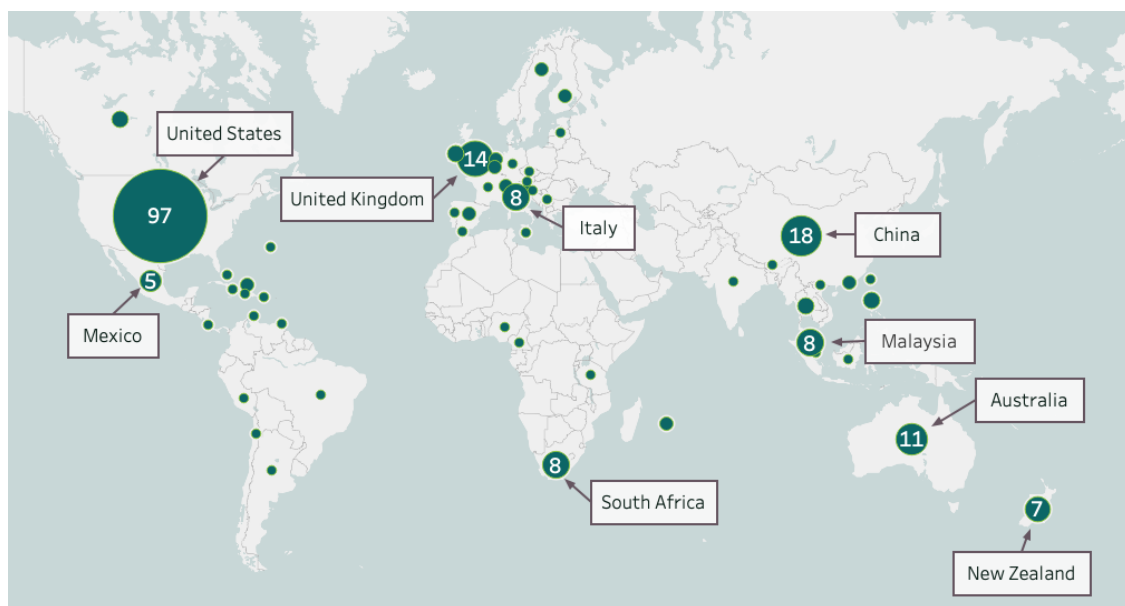 United States
97
14
United Kingdom
8
Italy
18
China
5
Mexico
8
Malaysia
Australia
11
8
South Africa
7
New Zealand